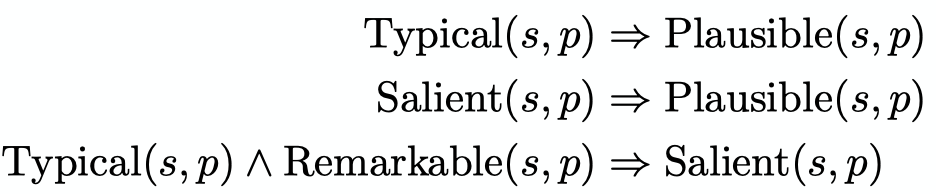 Typical(s, p) ⇒ Plausible(s, p)
Salient(s, p) ⇒ Plausible(s, p)
Typical(s, p) ∧ Remarkable(s, p) ⇒ Salient(s, p)